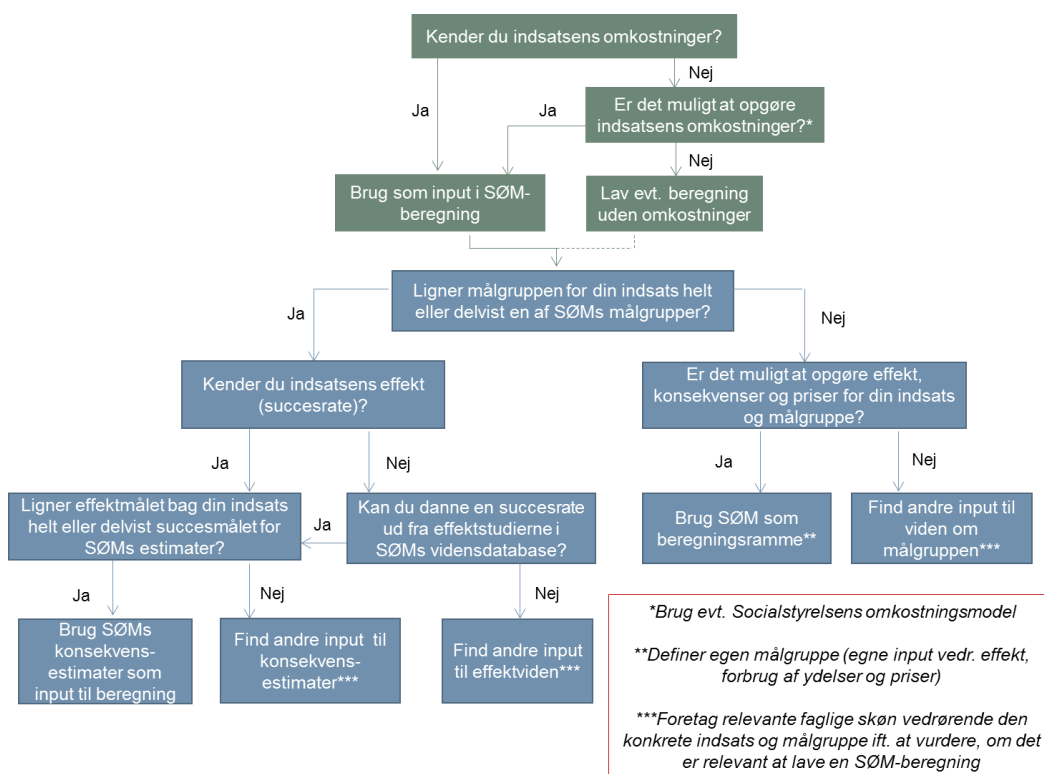 Kender du indsatsens omkostninger?
Nej
Ja
Er det muligt at opgøre
indsatsens omkostninger?*
Ja
Nej
Brug som input i SØM-
beregning
Lav evt. beregning
uden omkostninger
Ligner målgruppen for din indsats helt
eller delvist en af SØMs målgrupper?
Ja
Nej
Kender du indsatsens effekt
(succesrate)?
Er det muligt at opgøre effekt,
konsekvenser og priser for din indsats
og målgruppe?
Ja
Nej
Ja
Nej
Ligner effektmålet bag din indsats
helt eller delvist succesmålet for
SØMs estimater?
Ja
Kan du danne en succesrate
ud fra effektstudierne i
SØMs vidensdatabase?
Brug SØM som
beregningsramme**
Find andre input til
viden om
målgruppen***
Ja
Nej
Nej
Brug SØMs
konsekvens-
estimater som
input til beregning
Find andre input til
konsekvens-
estimater***
Find andre input
til effektviden***
*Brug evt. Socialstyrelsens omkostningsmodel
**Definer egen målgruppe (egne input vedr. effekt,
forbrug af ydelser og priser)
***Foretag relevante faglige skøn vedrørende den
konkrete indsats og målgruppe ift. at vurdere, om det
er relevant at lave en SØM-beregning